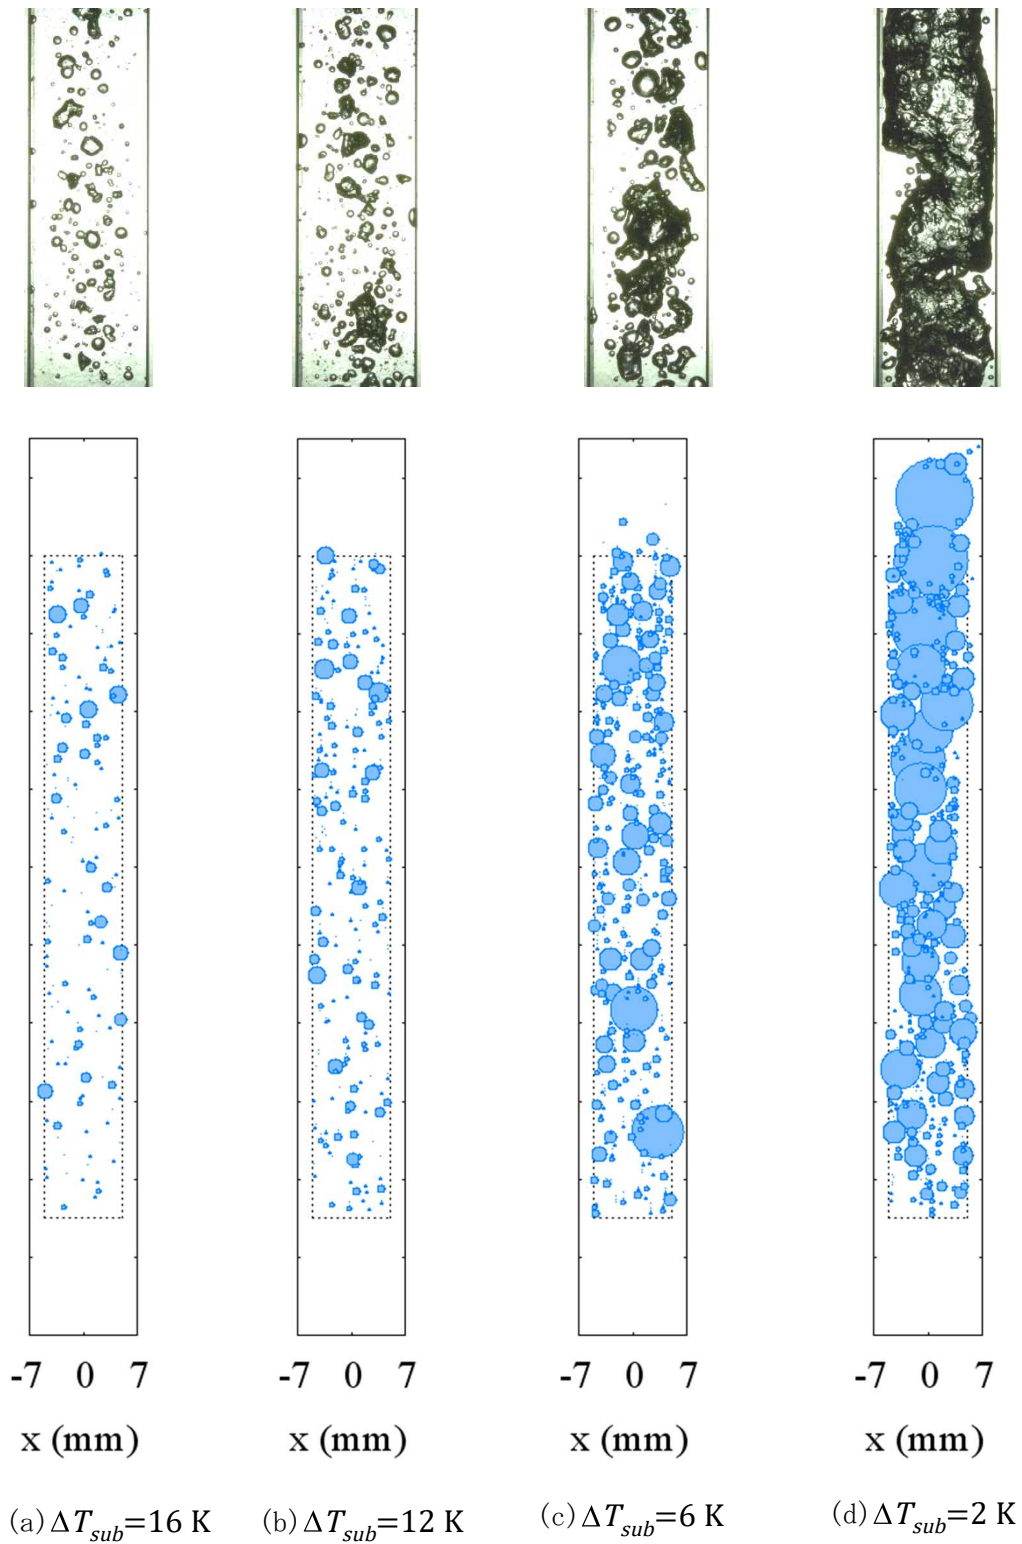 -7 0 7 -7 0 7 -7 0 7 -7 0 7
x (mm) x (mm) x (mm) x (mm)
(a) ΔT_sub=16 K (b) ΔT_sub=12 K (c) ΔT_sub=6 K (d) ΔT_sub=2 K